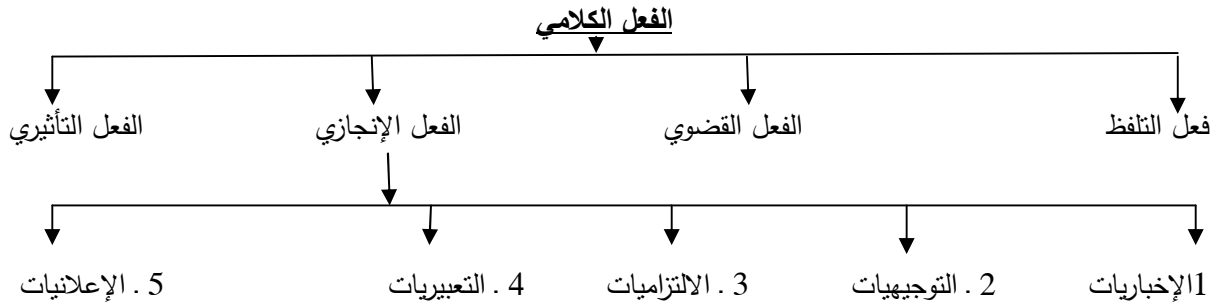 الفعل الكلامي
فعل التلفظ الفعل القضوي الفعل الإنجازي الفعل التأثيري
1الإخباريات 2 . التوجيهيات 3 . الالتزاميات 4 . التعبيريات 5 . الإعلانيات